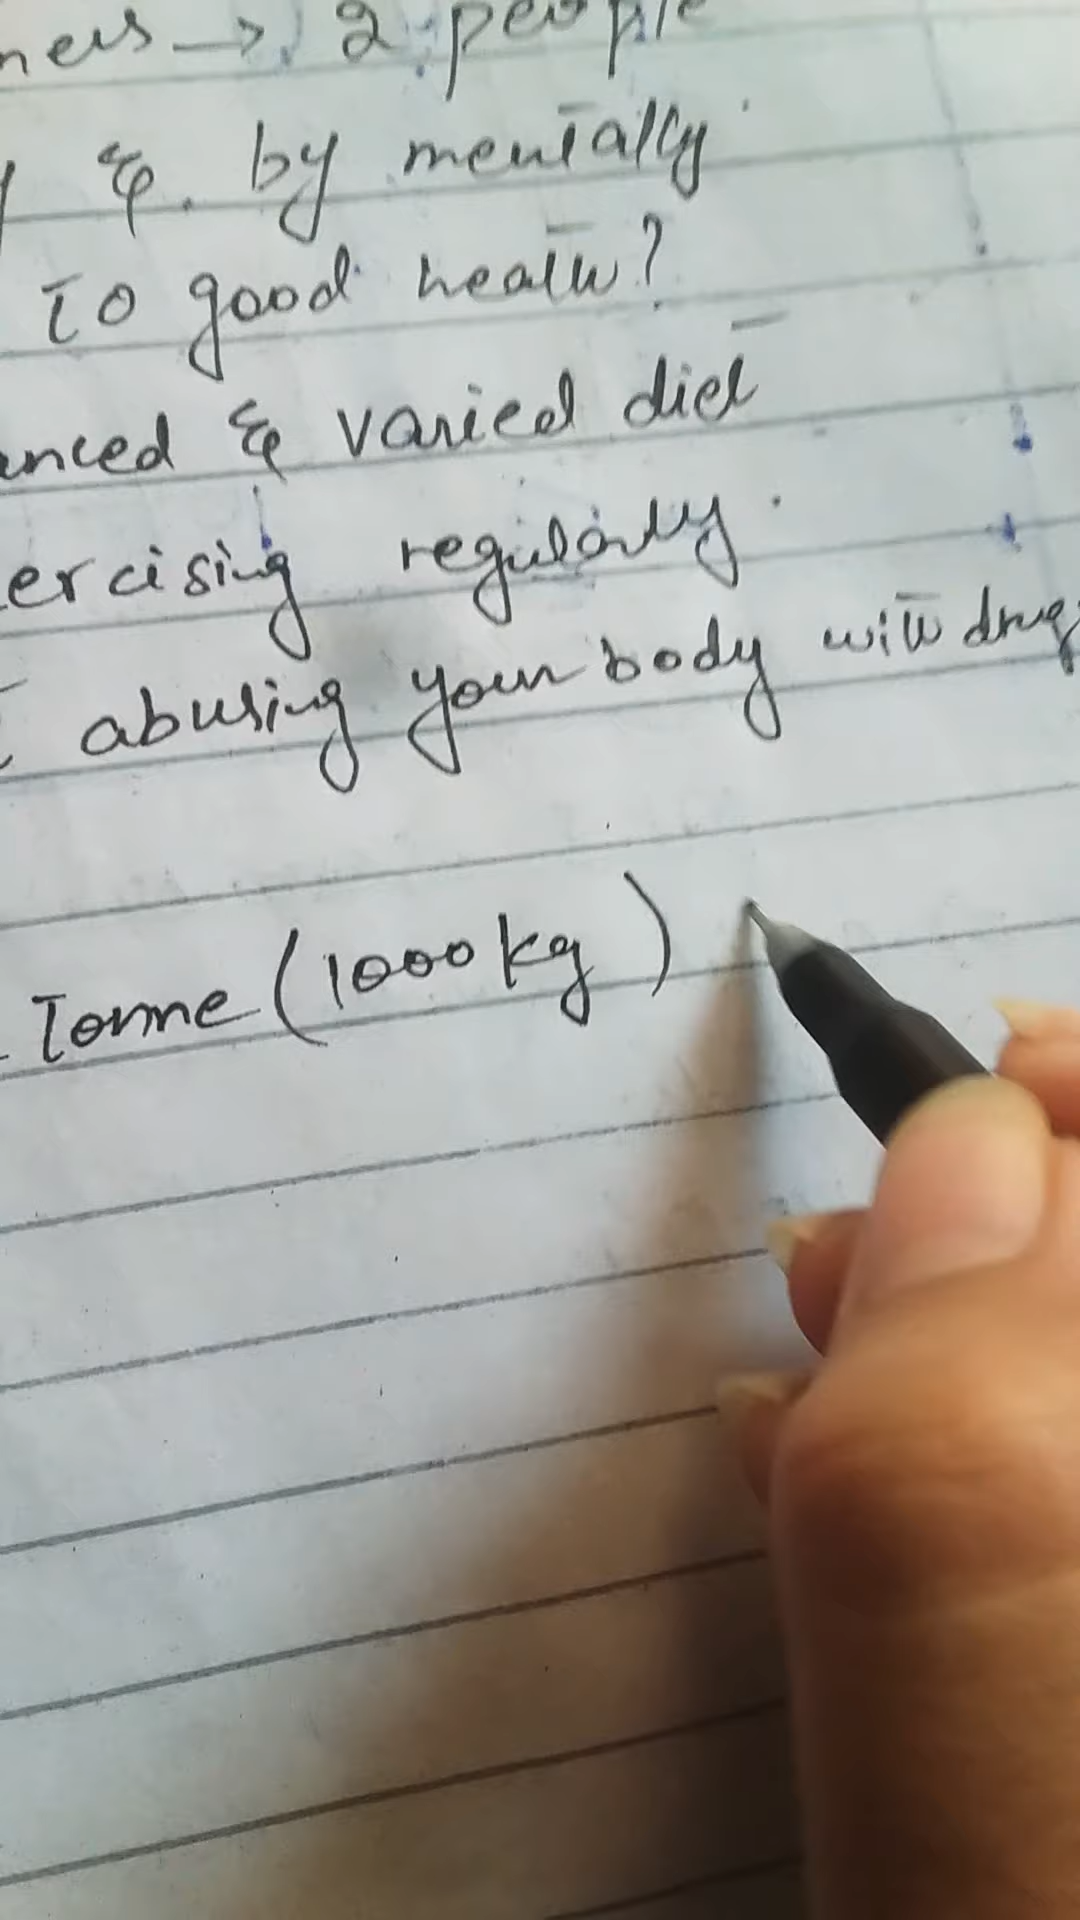 ners → 2 people
y & by mentally
To good health?
anced & varied diet
ercising regularly.
t abusing your body with drug
Tonne (1000 kg)